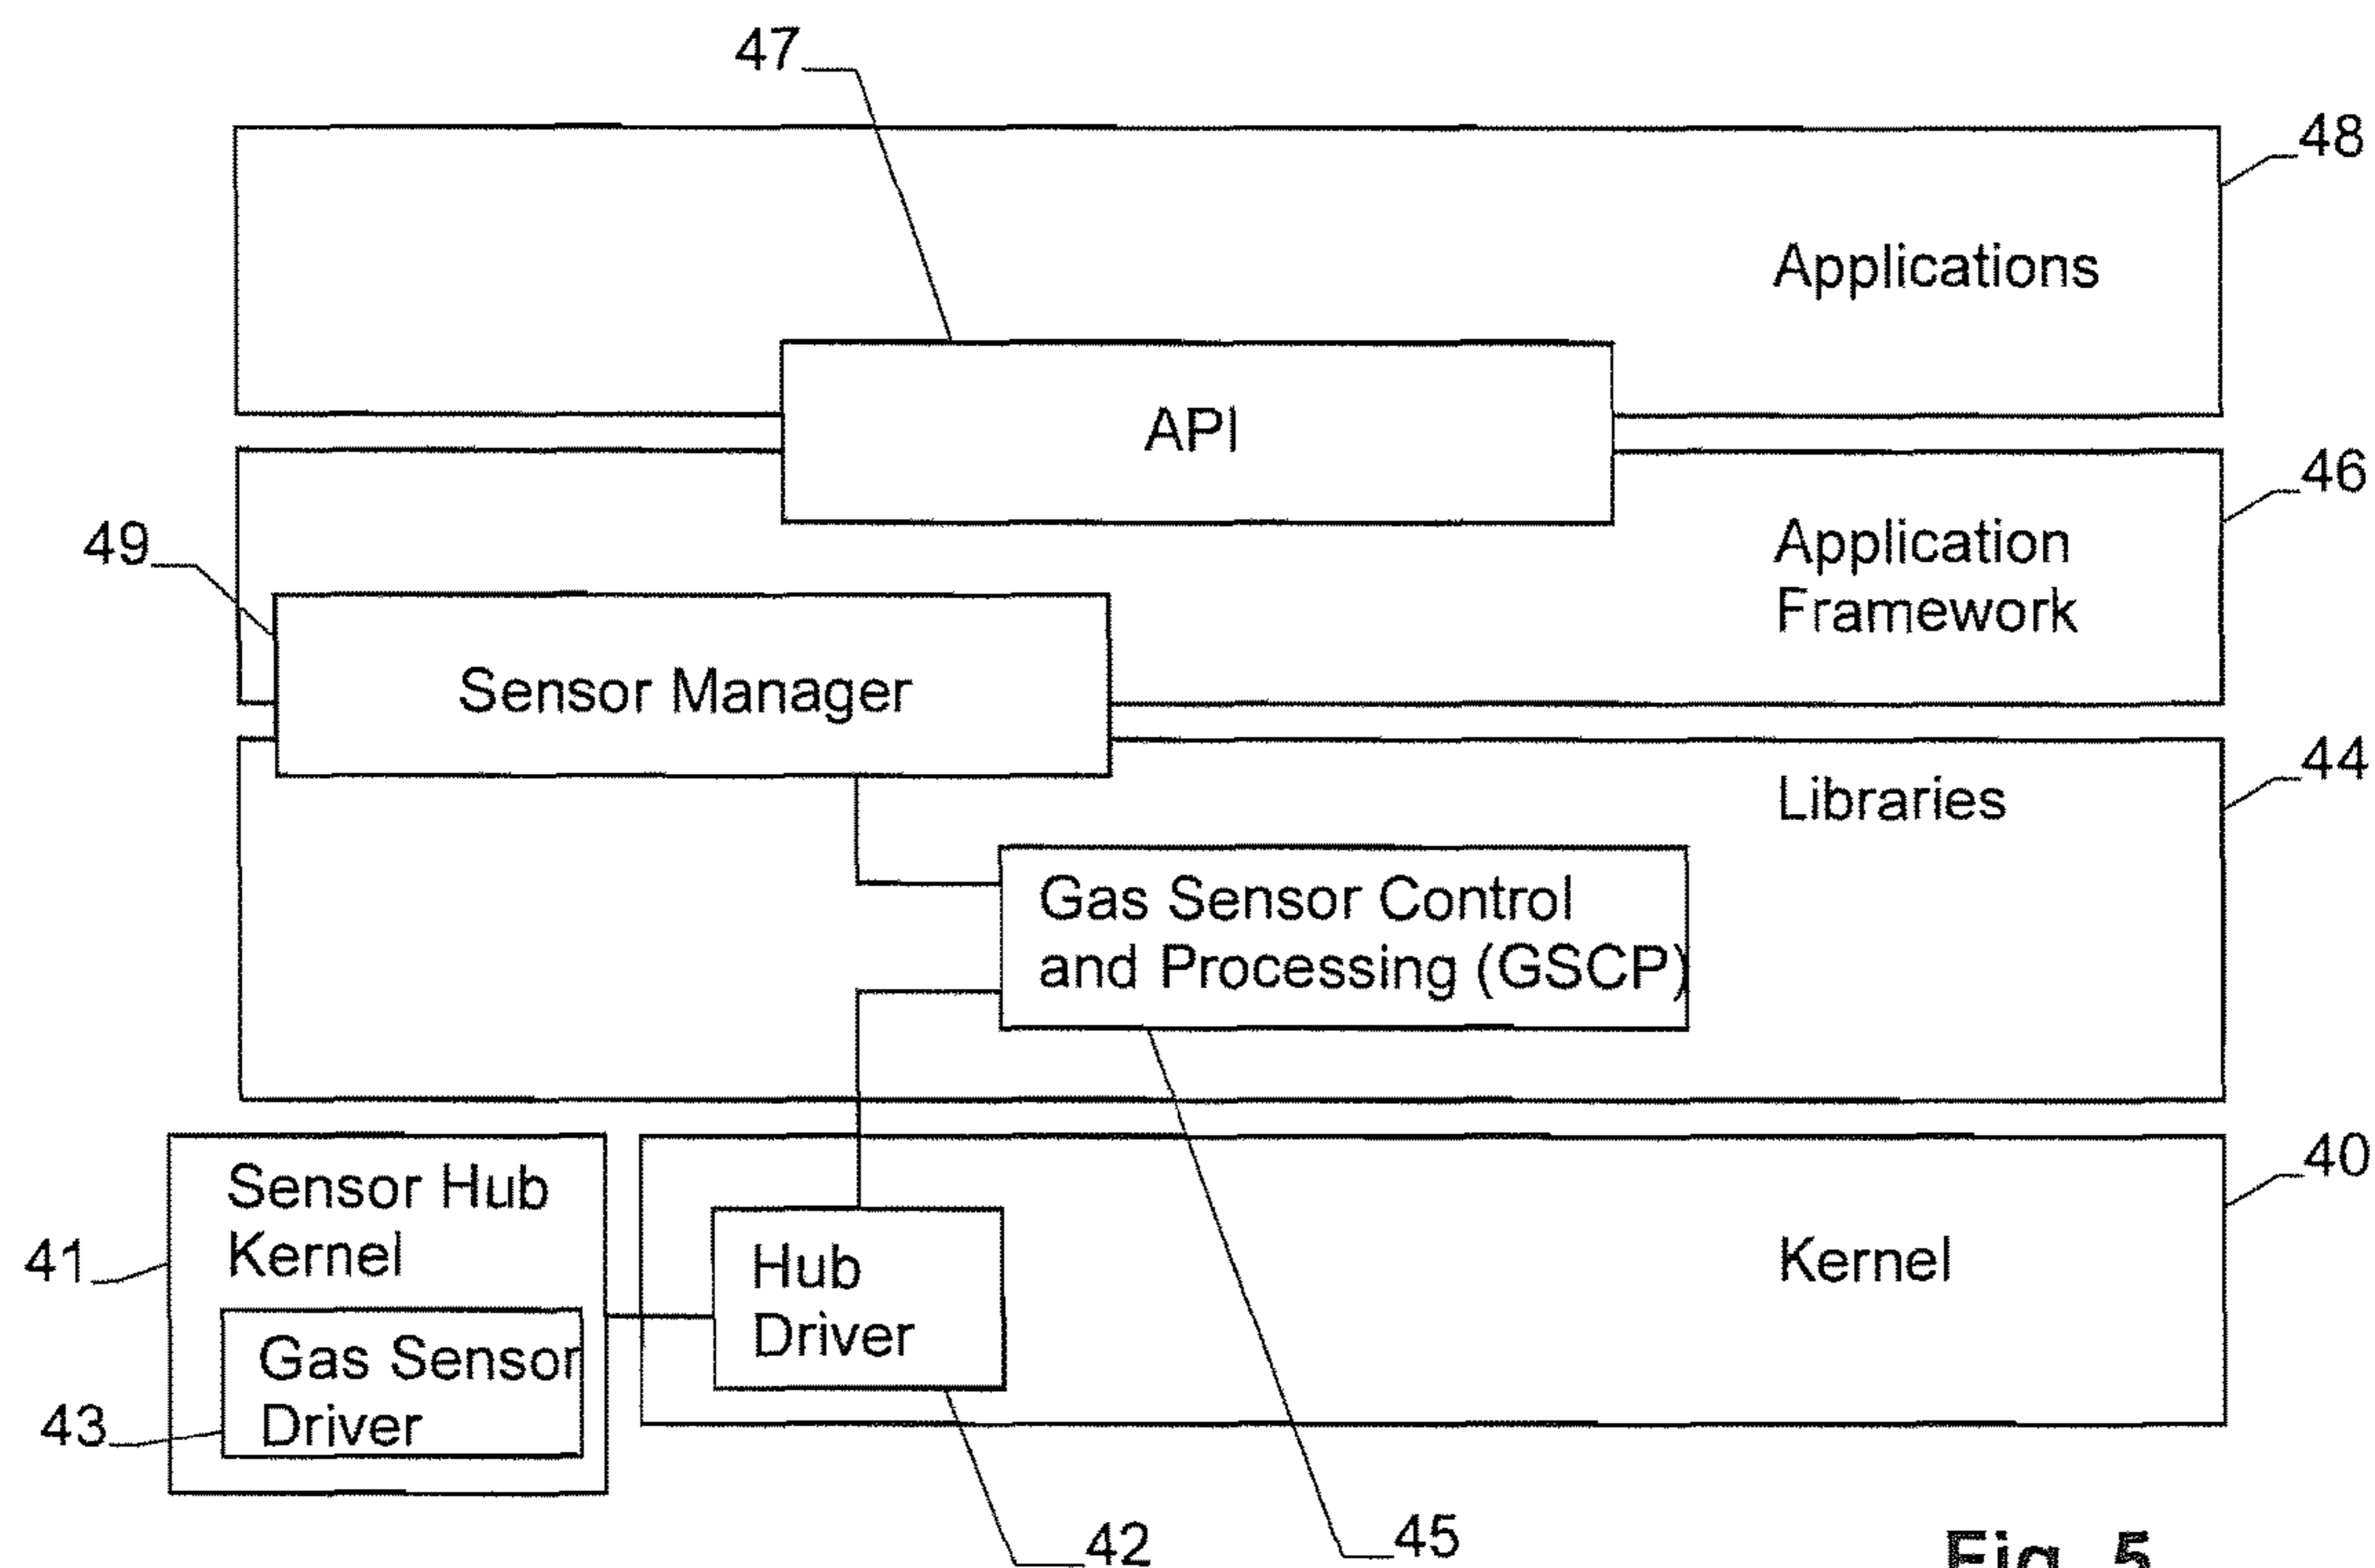 47
48
Applications
API
46
49
Application
Framework
Sensor Manager
44
Libraries
Gas Sensor Control
and Processing (GSCP)
40
Sensor Hub
Kernel
41
Hub
Driver
Kernel
Gas Sensor
Driver
43
42
45
Fig. 5